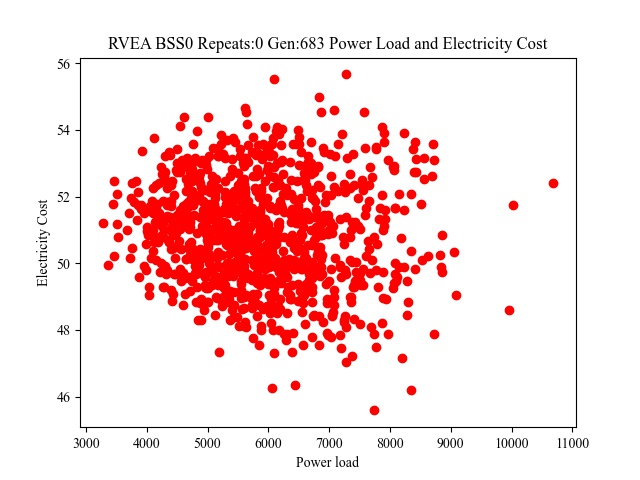 RVEA BSS0 Repeats:0 Gen:683 Power Load and Electricity Cost
56
54
52
50
48
46
Electricity Cost
3000 4000 5000 6000 7000 8000 9000 10000 11000
Power load